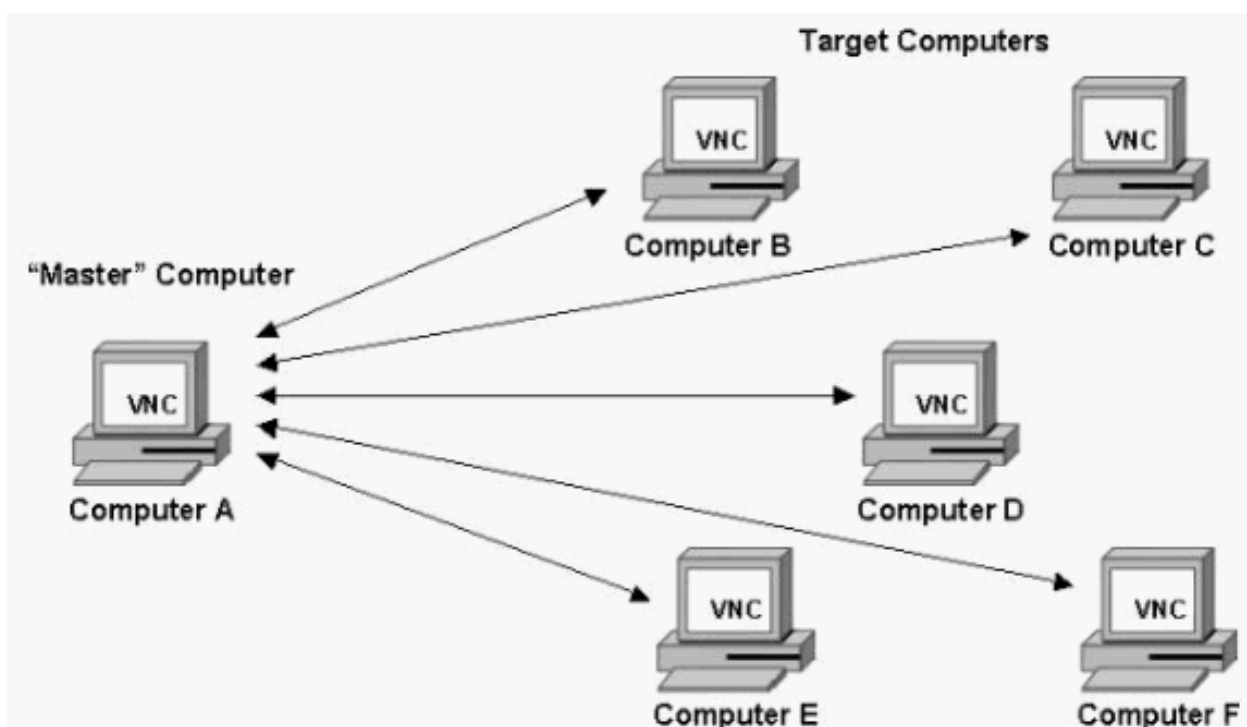 Target Computers
VNC
VNC
Computer B
Computer C
“Master” Computer
VNC
VNC
Computer A
Computer D
VNC
VNC
Computer E
Computer F